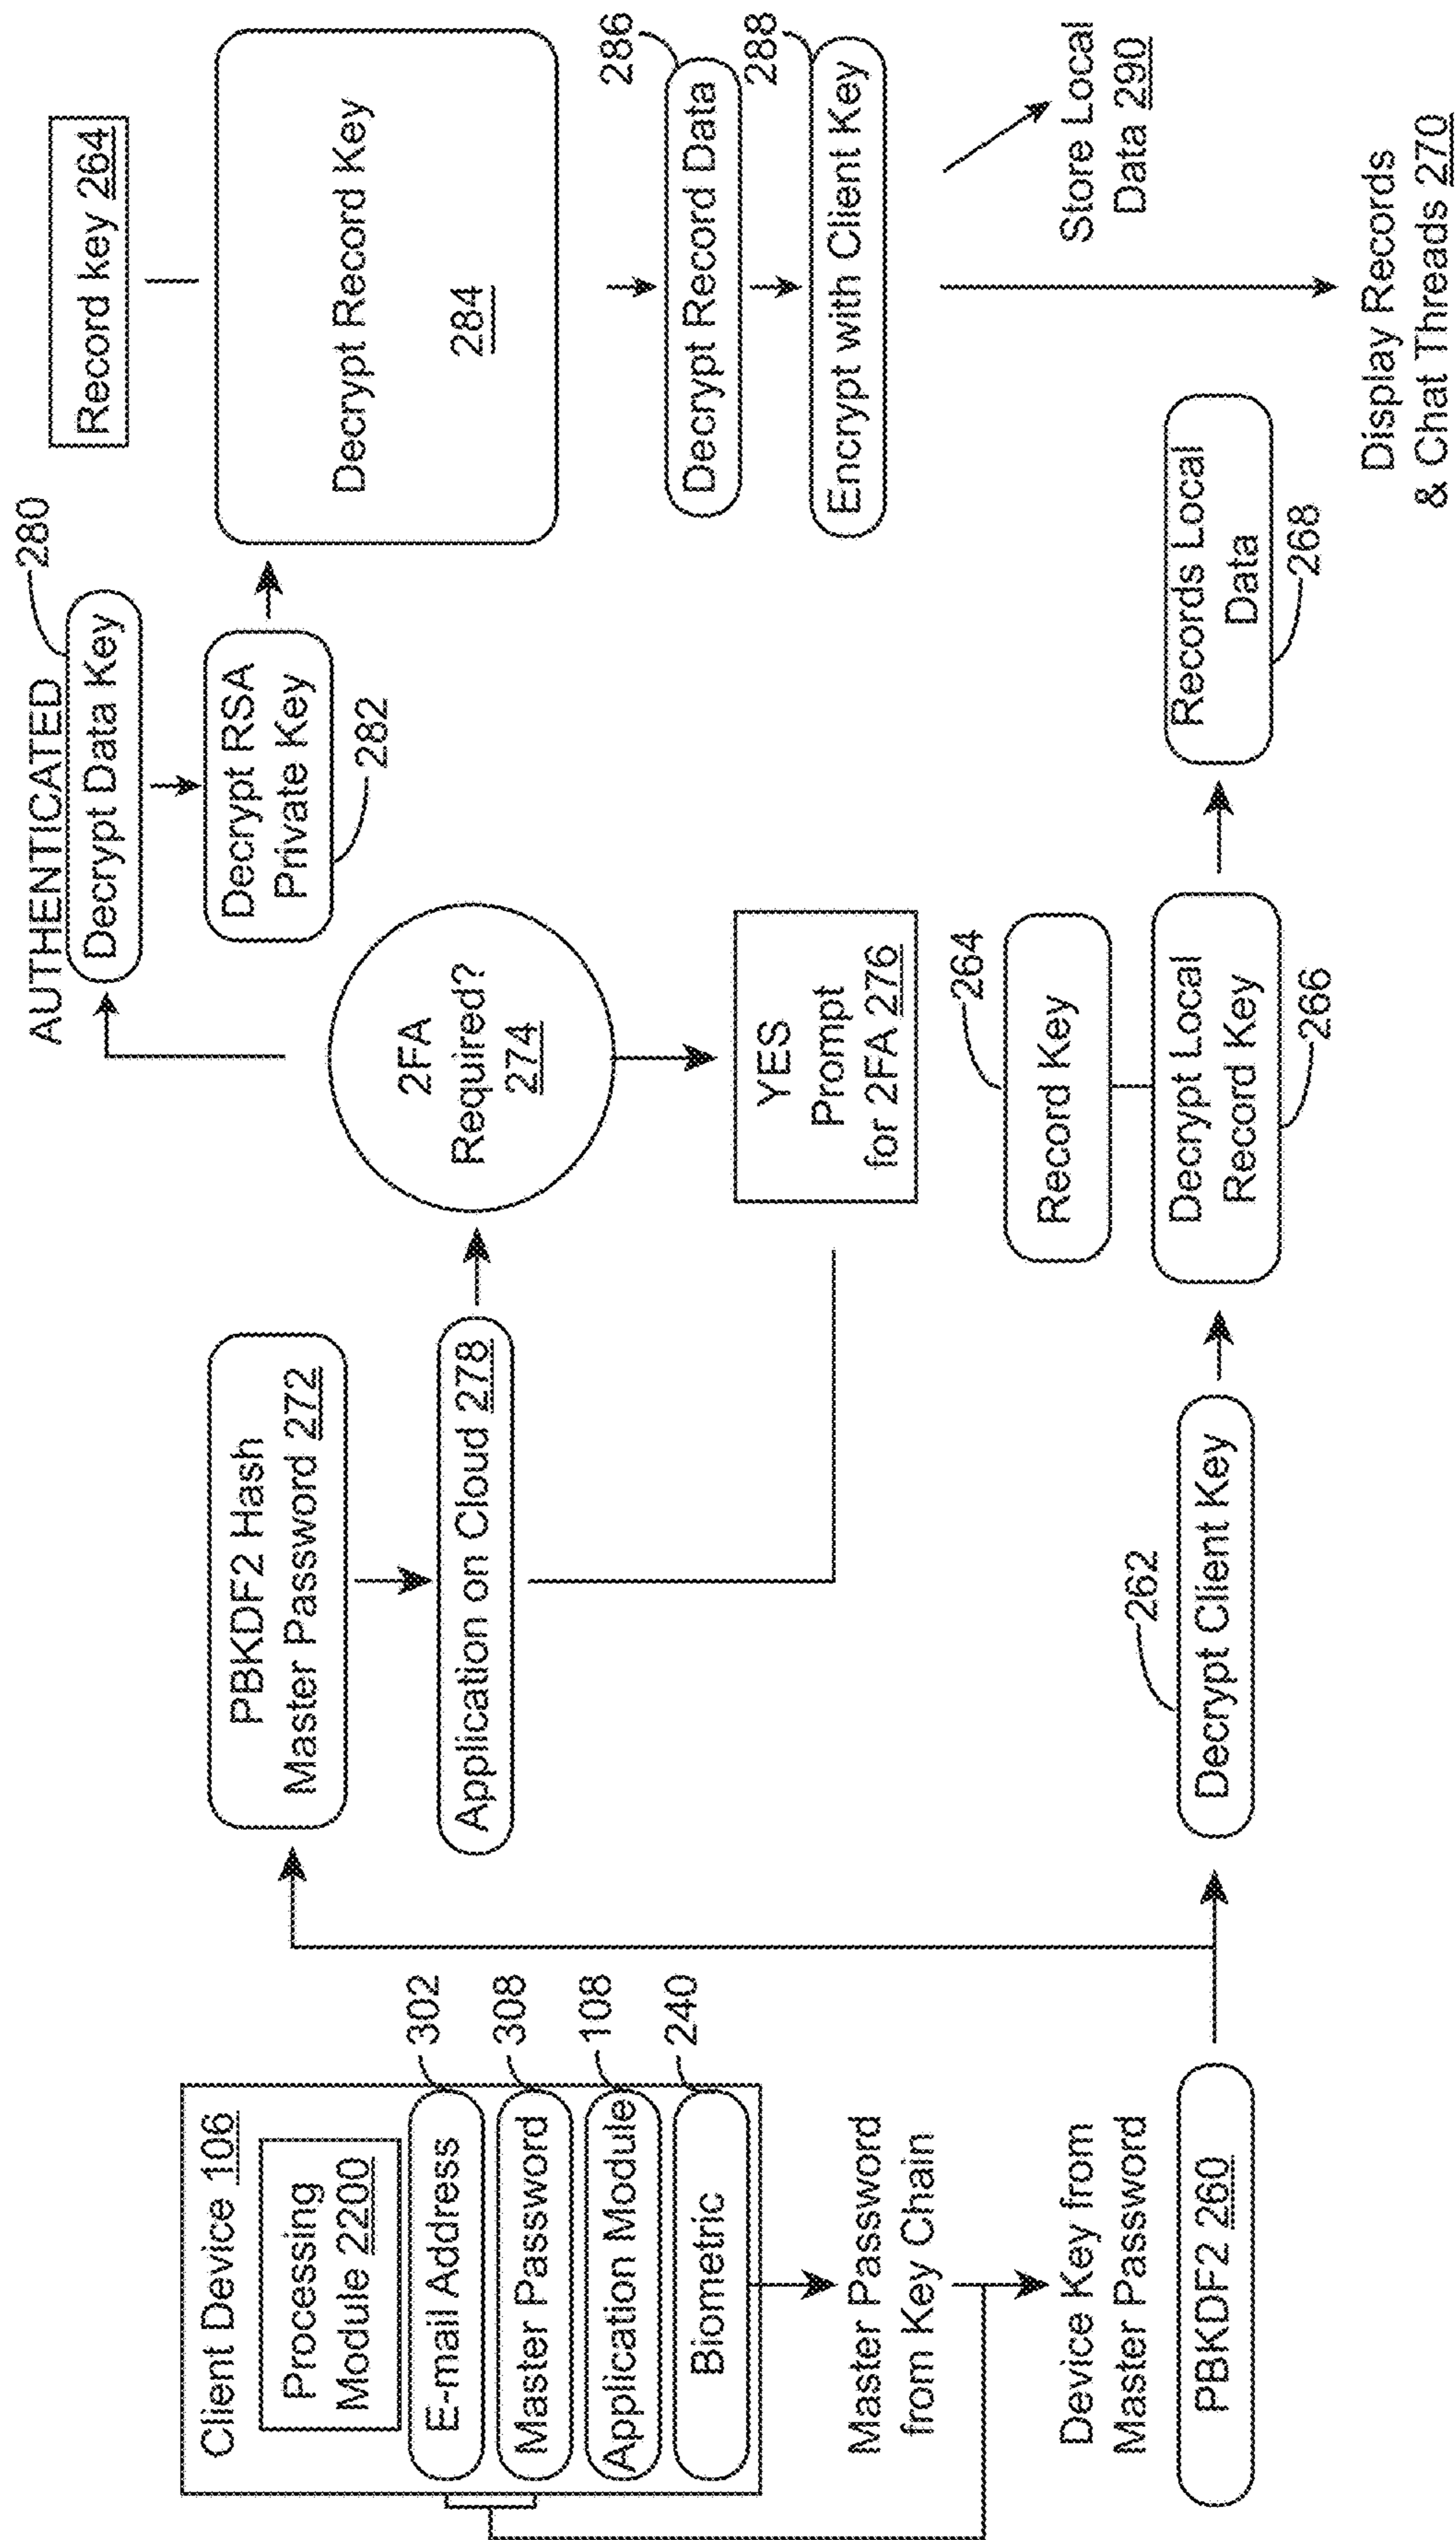 Client Device 106
Processing
Module 2200
E-mail Address
302
Master Password
308
Application Module
108
Biometric
240
Master Password
from Key Chain
Device Key from
Master Password
PBKDF2 260
PBKDF2 Hash
Master Password 272
Application on Cloud 278
2FA
Required?
274
YES
Prompt
for 2FA 276
262
Decrypt Client Key
264
Record Key
Decrypt Local
Record Key
266
Records Local
Data
268
AUTHENTICATED
280
Decrypt Data Key
Decrypt RSA
Private Key
282
Record key 264
Decrypt Record Key
284
286
Decrypt Record Data
288
Encrypt with Client Key
Store Local
Data 290
Display Records
& Chat Threads 270